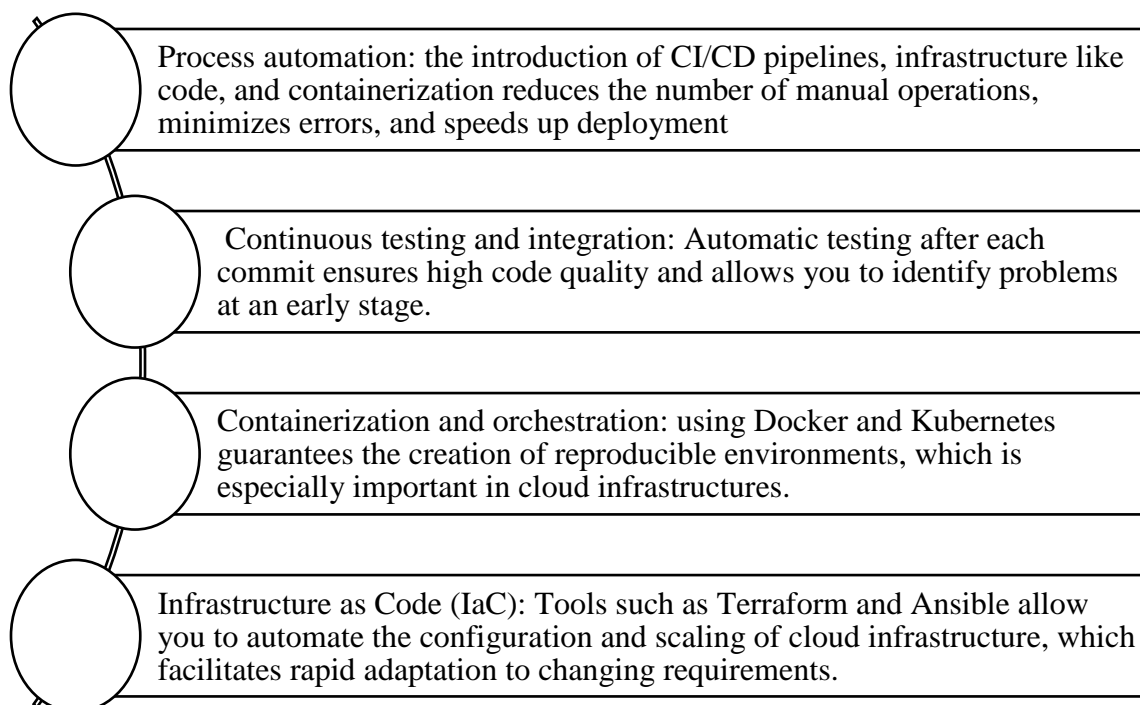 Process automation: the introduction of CI/CD pipelines, infrastructure like
code, and containerization reduces the number of manual operations,
minimizes errors, and speeds up deployment
Continuous testing and integration: Automatic testing after each
commit ensures high code quality and allows you to identify problems
at an early stage.
Containerization and orchestration: using Docker and Kubernetes
guarantees the creation of reproducible environments, which is
especially important in cloud infrastructures.
Infrastructure as Code (IaC): Tools such as Terraform and Ansible allow
you to automate the configuration and scaling of cloud infrastructure, which
facilitates rapid adaptation to changing requirements.